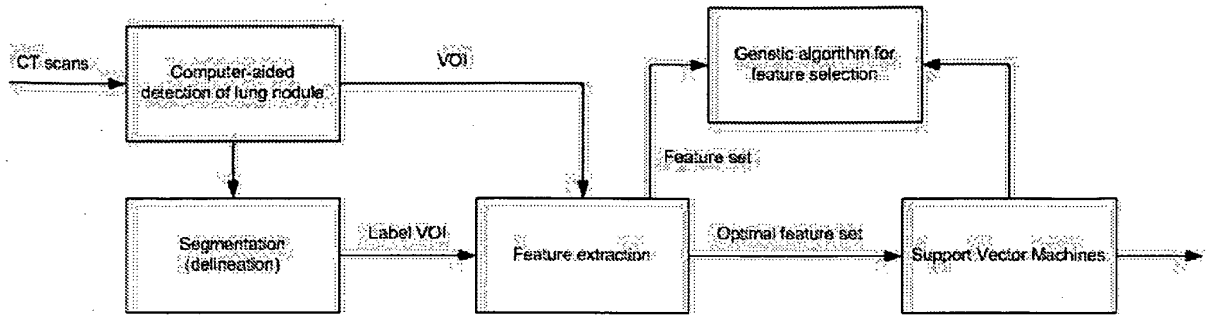 CT scans
Computer-aided
detection of lung nodule
VOI
Genetic algorithm for
feature selection
Feature set
Segmentation
(delineation)
Label VOI
Feature extraction
Optimal feature set
Support Vector Machines